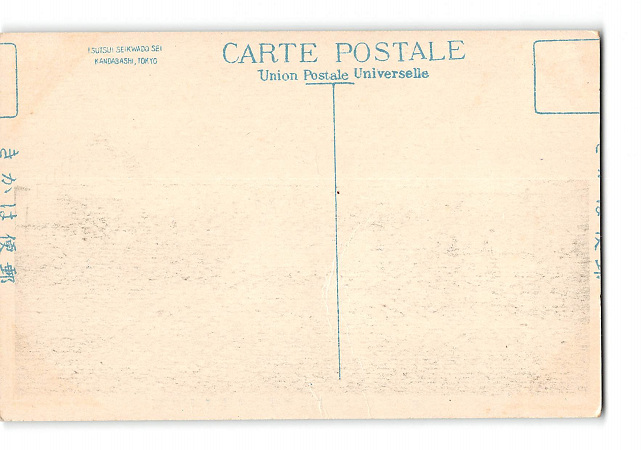 TSUTSUI SEIKWADO SEI
KANDABASHI, TOKYO
CARTE POSTALE
Union Postale Universelle
きかは便郵